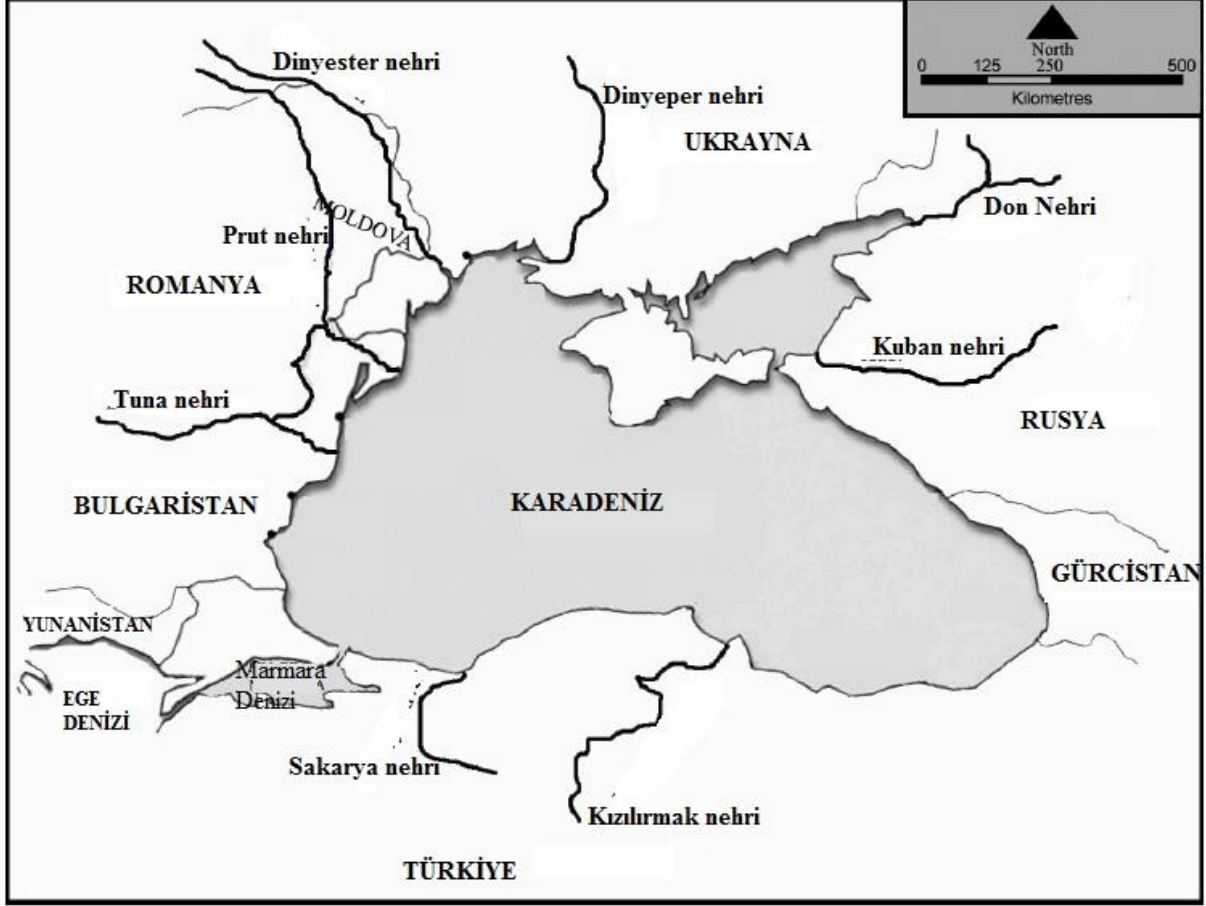 North
0 125 250 500
Kilometres
Dinyester nehri
Dinyeper nehri
UKRAYNA
Don Nehri
MOLDOVA
Prut nehri
ROMANYA
Kuban nehri
Tuna nehri
RUSYA
BULGARİSTAN
KARADENİZ
GÜRCİSTAN
YUNANİSTAN
Marmara
Denizi
EGE
DENİZİ
Sakarya nehri
Kızılırmak nehri
TÜRKİYE